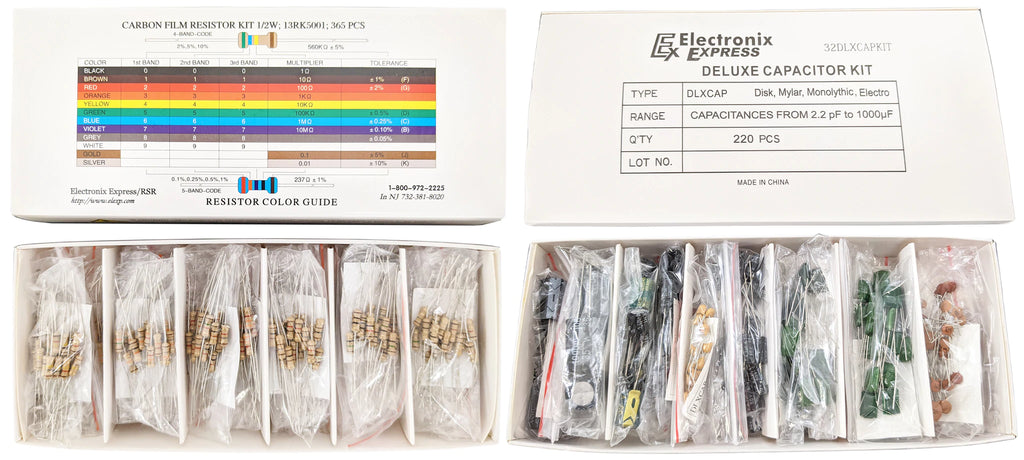 CARBON FILM RESISTOR KIT 1/2W; 13RK5001; 365 PCS
4-BAND-CODE
2%,5%,10%
560KΩ ±5%
COLOR 1st BAND 2nd BAND 3rd BAND MULTIPLIER TOLERANCE
BLACK 0 0 0 1Ω
BROWN 1 1 1 10Ω ±1% (F)
RED 2 2 2 100Ω ±2% (G)
ORANGE 3 3 3 1KΩ
YELLOW 4 4 4 10KΩ
GREEN 5 5 5 100KΩ ±0.5% (D)
BLUE 6 6 6 1MΩ ±0.25% (C)
VIOLET 7 7 7 10MΩ ±0.10% (B)
GREY 8 8 8 ±0.05%
WHITE 9 9 9
GOLD 0.1 ±5% (J)
SILVER 0.01 ±10% (K)
0.1%,0.25%,0.5%,1%
237Ω ±1%
5-BAND-CODE
Electronix Express/RSR
http://www.elexp.com
RESISTOR COLOR GUIDE
1-800-972-2225
In NJ 732-381-8020
EX Electronix
EXPRESS
32DLXCAPKIT
DELUXE CAPACITOR KIT
TYPE DLXCAP Disk, Mylar, Monolythic, Electro
RANGE CAPACITANCES FROM 2.2 pF to 1000µF
Q'TY 220 PCS
LOT NO.
MADE IN CHINA